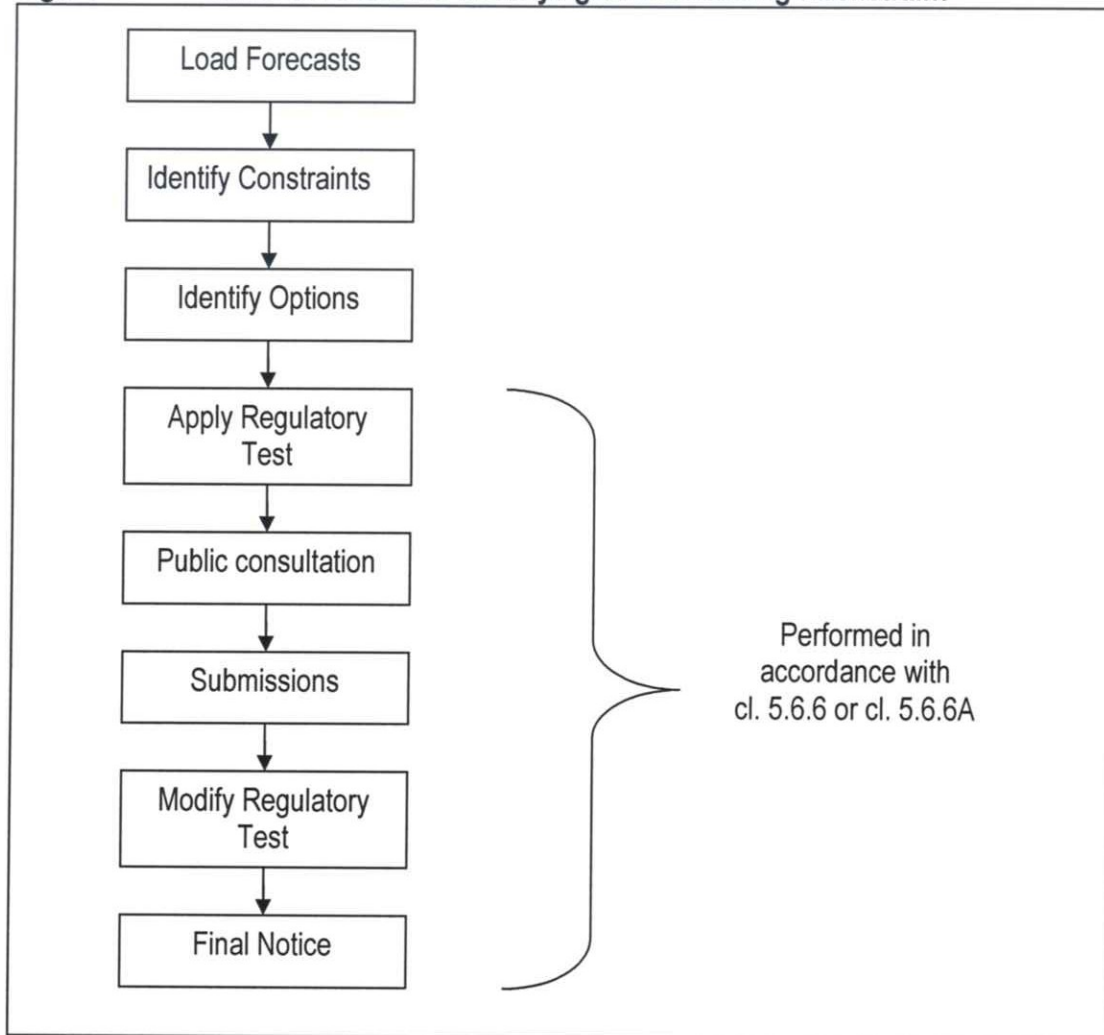 Load Forecasts
Identify Constraints
Identify Options
Apply Regulatory
Test
Public consultation
Submissions
Modify Regulatory
Test
Final Notice
Performed in
accordance with
cl. 5.6.6 or cl. 5.6.6A